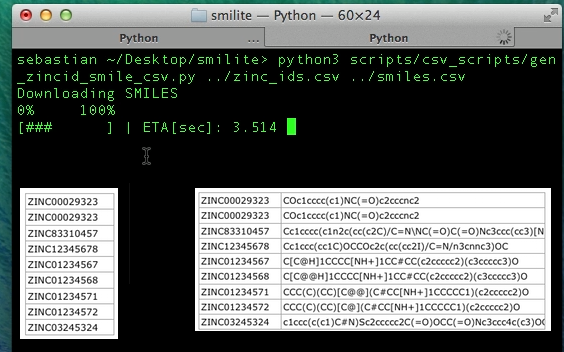 smilite — Python — 60×24
Python ... Python
sebastian ~/Desktop/smilite> python3 scripts/csv_scripts/gen
_zincid_smile_csv.py ../zinc_ids.csv ../smiles.csv
Downloading SMILES
0% 100%
[### ] | ETA[sec]: 3.514
ZINC00029323
ZINC00029323
ZINC83310457
ZINC12345678
ZINC01234567
ZINC01234568
ZINC01234571
ZINC01234572
ZINC03245324
ZINC00029323 COc1cccc(c1)NC(=O)c2cccnc2
ZINC00029323 COc1cccc(c1)NC(=O)c2cccnc2
ZINC83310457 Cc1cccc(c1n2c(cc(c2C)/C=N\NC(=O)C(=O)Nc3ccc(cc3)[N
ZINC12345678 Cc1ccc(cc1C)OCCOc2c(cc(cc2I)/C=N/n3cnnc3)OC
ZINC01234567 C[C@H]1CCCC[NH+]1CC#CC(c2ccccc2)(c3ccccc3)O
ZINC01234568 C[C@@H]1CCCC[NH+]1CC#CC(c2ccccc2)(c3ccccc3)O
ZINC01234571 CCC(C)(CC)[C@@](C#CC[NH+]1CCCCC1)(c2ccccc2)O
ZINC01234572 CCC(C)(CC)[C@](C#CC[NH+]1CCCCC1)(c2ccccc2)O
ZINC03245324 c1ccc(c(c1)C#N)Sc2ccccc2C(=O)OCC(=O)Nc3ccc4c(c3)OC